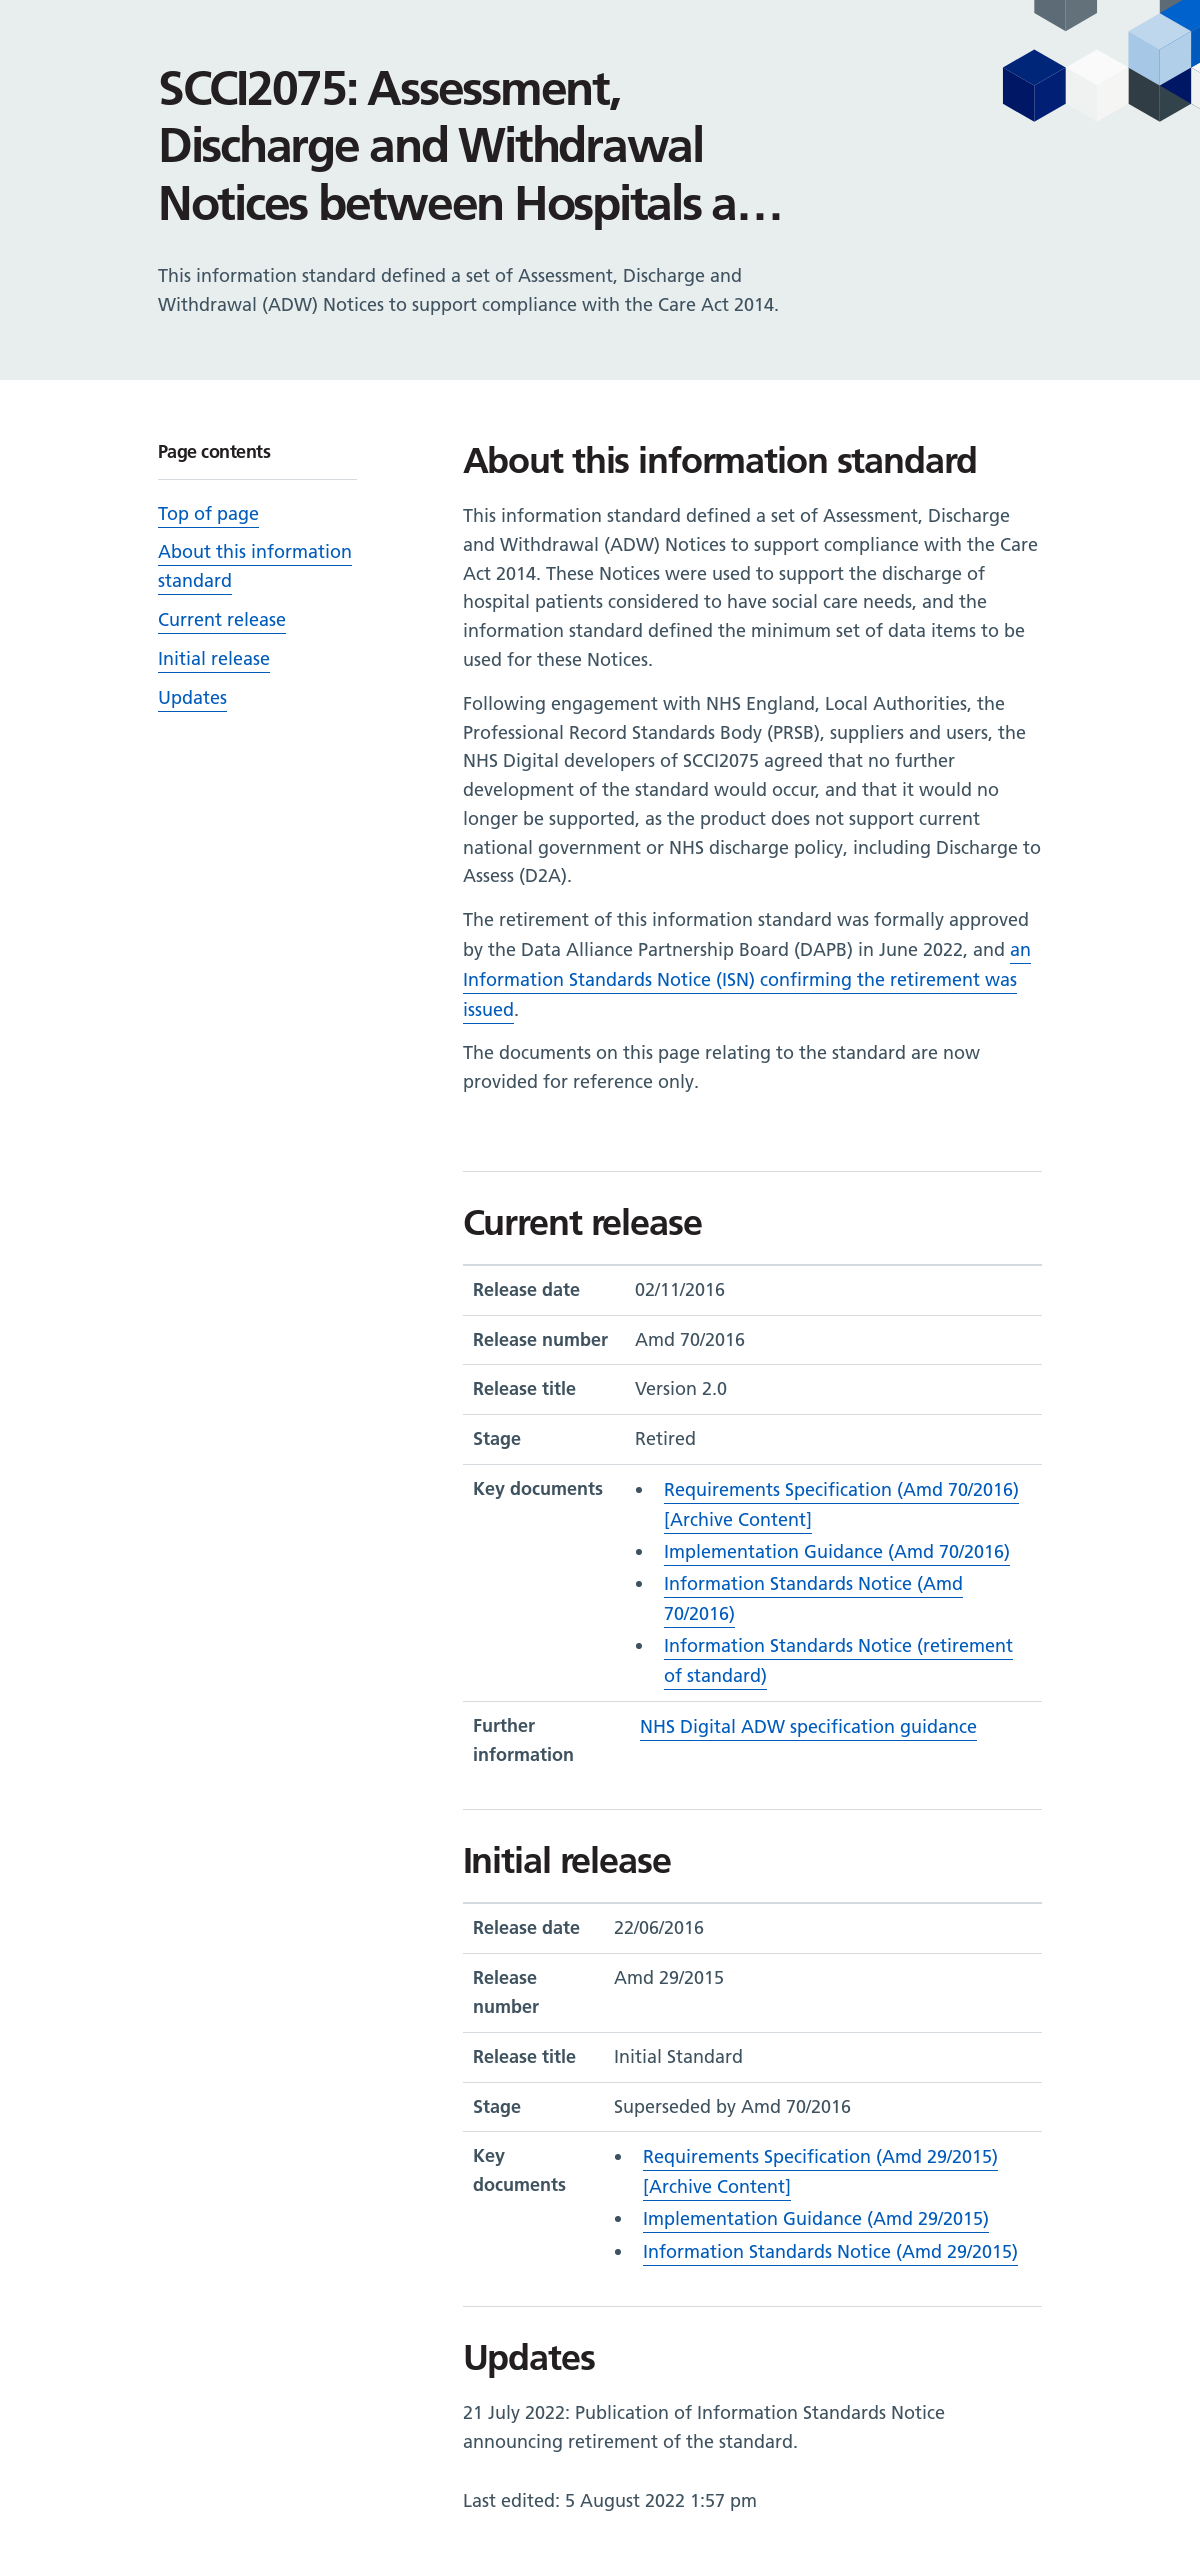 SCCI2075: Assessment,
Discharge and Withdrawal
Notices between Hospitals a…
This information standard defined a set of Assessment, Discharge and
Withdrawal (ADW) Notices to support compliance with the Care Act 2014.
Page contents
Top of page
About this information
standard
Current release
Initial release
Updates
About this information standard
This information standard defined a set of Assessment, Discharge
and Withdrawal (ADW) Notices to support compliance with the Care
Act 2014. These Notices were used to support the discharge of
hospital patients considered to have social care needs, and the
information standard defined the minimum set of data items to be
used for these Notices.
Following engagement with NHS England, Local Authorities, the
Professional Record Standards Body (PRSB), suppliers and users, the
NHS Digital developers of SCCI2075 agreed that no further
development of the standard would occur, and that it would no
longer be supported, as the product does not support current
national government or NHS discharge policy, including Discharge to
Assess (D2A).
The retirement of this information standard was formally approved
by the Data Alliance Partnership Board (DAPB) in June 2022, and an
Information Standards Notice (ISN) confirming the retirement was
issued.
The documents on this page relating to the standard are now
provided for reference only.
Current release
Release date 02/11/2016
Release number Amd 70/2016
Release title Version 2.0
Stage Retired
Key documents • Requirements Specification (Amd 70/2016)
[Archive Content]
• Implementation Guidance (Amd 70/2016)
• Information Standards Notice (Amd
70/2016)
• Information Standards Notice (retirement
of standard)
Further NHS Digital ADW specification guidance
information
Initial release
Release date 22/06/2016
Release Amd 29/2015
number
Release title Initial Standard
Stage Superseded by Amd 70/2016
Key • Requirements Specification (Amd 29/2015)
documents [Archive Content]
• Implementation Guidance (Amd 29/2015)
• Information Standards Notice (Amd 29/2015)
Updates
21 July 2022: Publication of Information Standards Notice
announcing retirement of the standard.
Last edited: 5 August 2022 1:57 pm